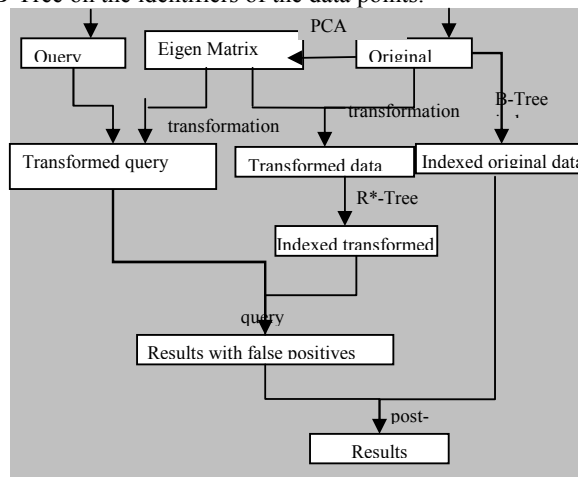 B-Tree on the identifiers of the data points.
PCA
Query
Eigen Matrix
Original
B-Tree
transformation
transformation
Transformed query
Transformed data
Indexed original data
R*-Tree
Indexed transformed
query
Results with false positives
post-
Results